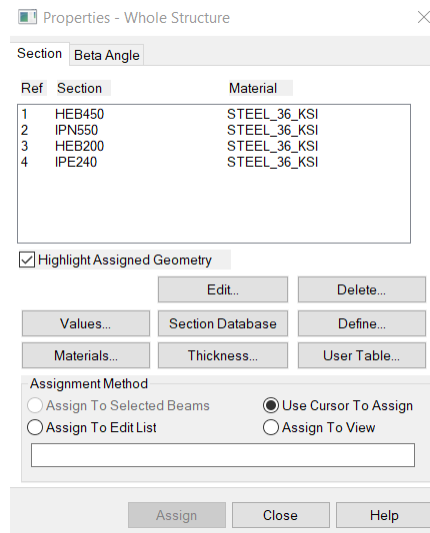 Properties - Whole Structure
Section Beta Angle
Ref Section Material
1 HEB450 STEEL_36_KSI
2 IPN550 STEEL_36_KSI
3 HEB200 STEEL_36_KSI
4 IPE240 STEEL_36_KSI
Highlight Assigned Geometry
Edit... Delete...
Values... Section Database Define...
Materials... Thickness... User Table...
Assignment Method
Assign To Selected Beams Use Cursor To Assign
Assign To Edit List Assign To View
Assign Close Help